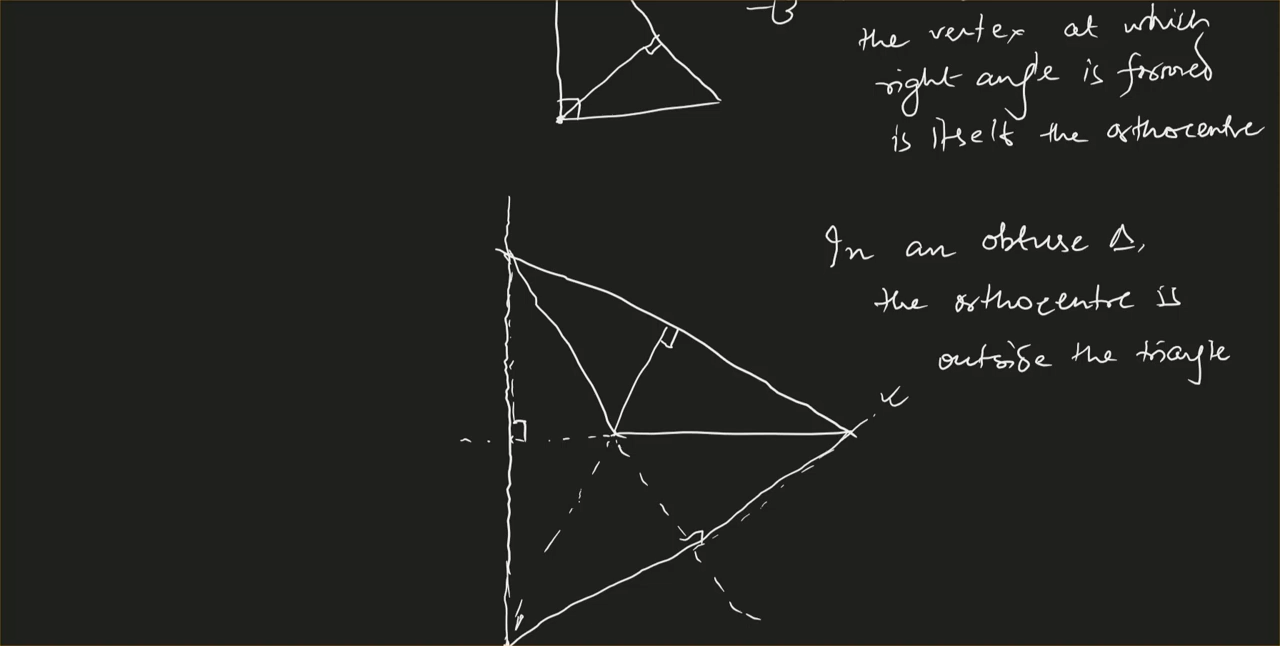 the vertex at which
right angle is formed
is itself the orthocentre
In an obtuse Δ,
the orthocentre is
outside the triangle